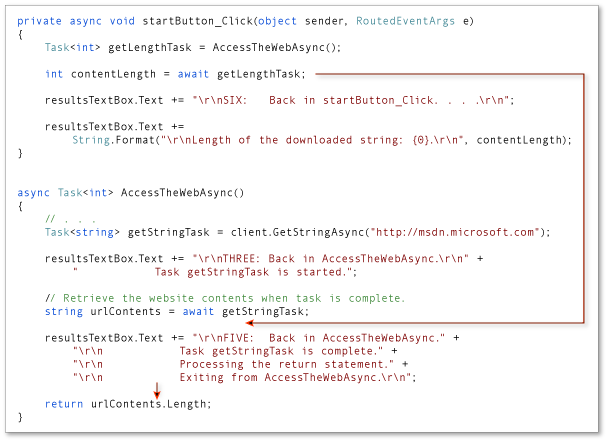 private async void startButton_Click(object sender, RoutedEventArgs e)
{
    Task<int> getLengthTask = AccessTheWebAsync();

    int contentLength = await getLengthTask;

    resultsTextBox.Text += "\r\nSIX:   Back in startButton_Click. . . .\r\n";

    resultsTextBox.Text +=
        String.Format("\r\nLength of the downloaded string: {0}.\r\n", contentLength);
}

async Task<int> AccessTheWebAsync()
{
    // . . .
    Task<string> getStringTask = client.GetStringAsync("http://msdn.microsoft.com");

    resultsTextBox.Text += "\r\nTHREE: Back in AccessTheWebAsync.\r\n" +
        "           Task getStringTask is started.";

    // Retrieve the website contents when task is complete.
    string urlContents = await getStringTask;

    resultsTextBox.Text += "\r\nFIVE:  Back in AccessTheWebAsync." +
        "\r\n           Task getStringTask is complete." +
        "\r\n           Processing the return statement." +
        "\r\n           Exiting from AccessTheWebAsync.\r\n";

    return urlContents.Length;
}